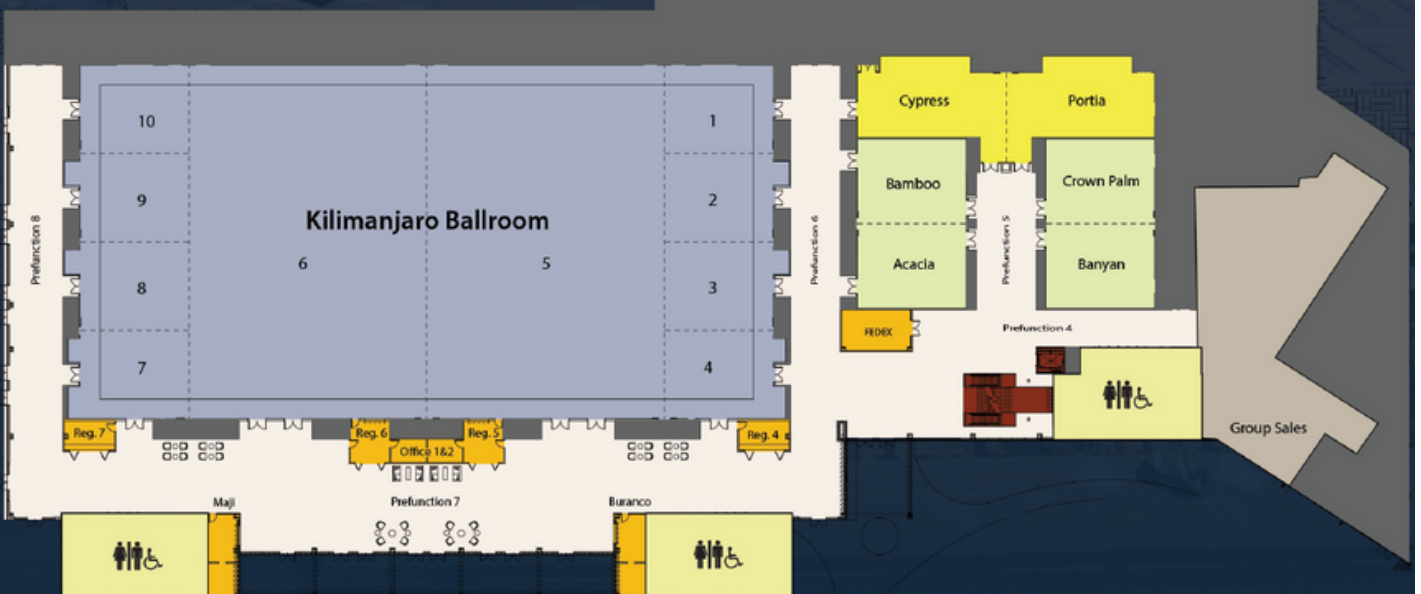 Cypress
Portia
10
1
Bamboo
Crown Palm
9
2
Kilimanjaro Ballroom
Prefunction 8
Prefunction 6
Prefunction 5
6
5
Acacia
Banyan
8
3
FEDEX
Prefunction 4
7
4
Reg. 7
Reg. 6
Reg. 5
Reg. 4
Office 1&2
Group Sales
Maji
Prefunction 7
Buranco